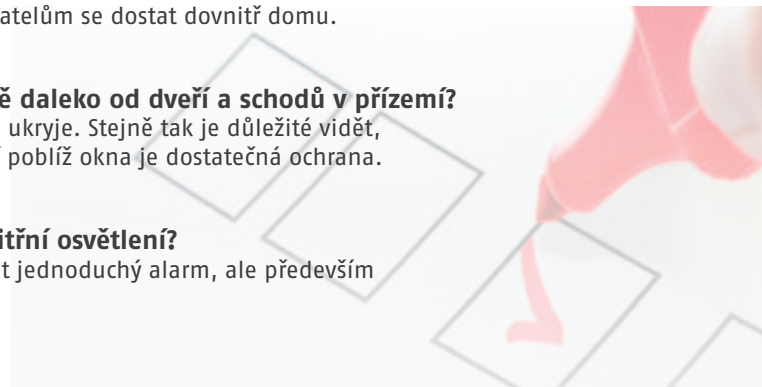 atelům se dostat dovnitř domu.
ě daleko od dveří a schodů v přízemí?
ukryje. Stejně tak je důležité vidět,
poblíž okna je dostatečná ochrana.
itřní osvětlení?
t jednoduchý alarm, ale především